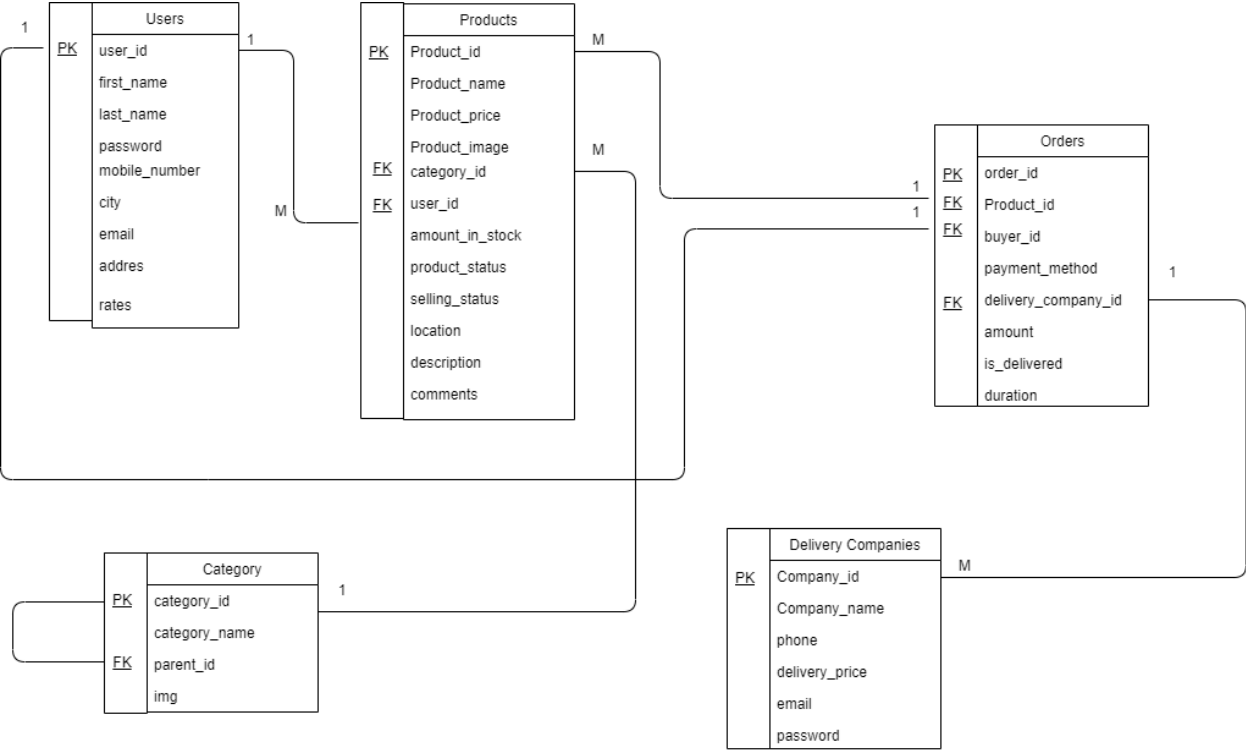 1
Users
PK
user_id
first_name
last_name
password
mobile_number
city
email
addres
rates
1
M
Products
PK
Product_id
Product_name
Product_price
Product_image
FK
category_id
FK
user_id
amount_in_stock
product_status
selling_status
location
description
comments
M
M
1
1
Orders
PK
order_id
FK
Product_id
FK
buyer_id
payment_method
FK
delivery_company_id
amount
is_delivered
duration
1
Category
PK
category_id
category_name
FK
parent_id
img
1
Delivery Companies
PK
Company_id
Company_name
phone
delivery_price
email
password
M